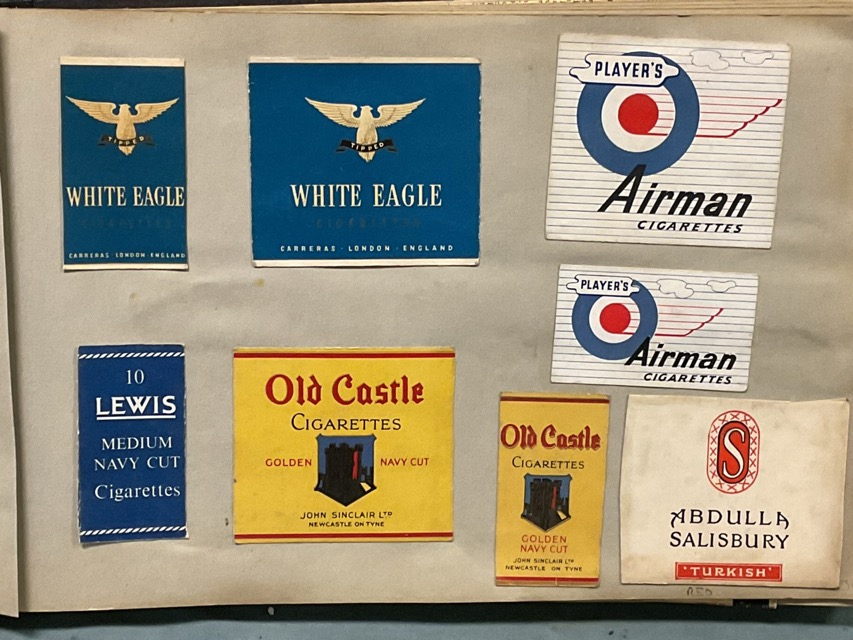 TIPPED
WHITE EAGLE
CARRERAS LONDON ENGLAND
TIPPED
WHITE EAGLE
CIGARETTES
CARRERAS · LONDON · ENGLAND
PLAYER'S
Airman
CIGARETTES
PLAYER'S
Airman
CIGARETTES
10
LEWIS
MEDIUM
NAVY CUT
Cigarettes
Old Castle
CIGARETTES
GOLDEN NAVY CUT
JOHN SINCLAIR LTD
NEWCASTLE ON TYNE
Old Castle
CIGARETTES
GOLDEN
NAVY CUT
JOHN SINCLAIR LTD
NEWCASTLE ON TYNE
S
ABDULLA
SALISBURY
"TURKISH"
RED